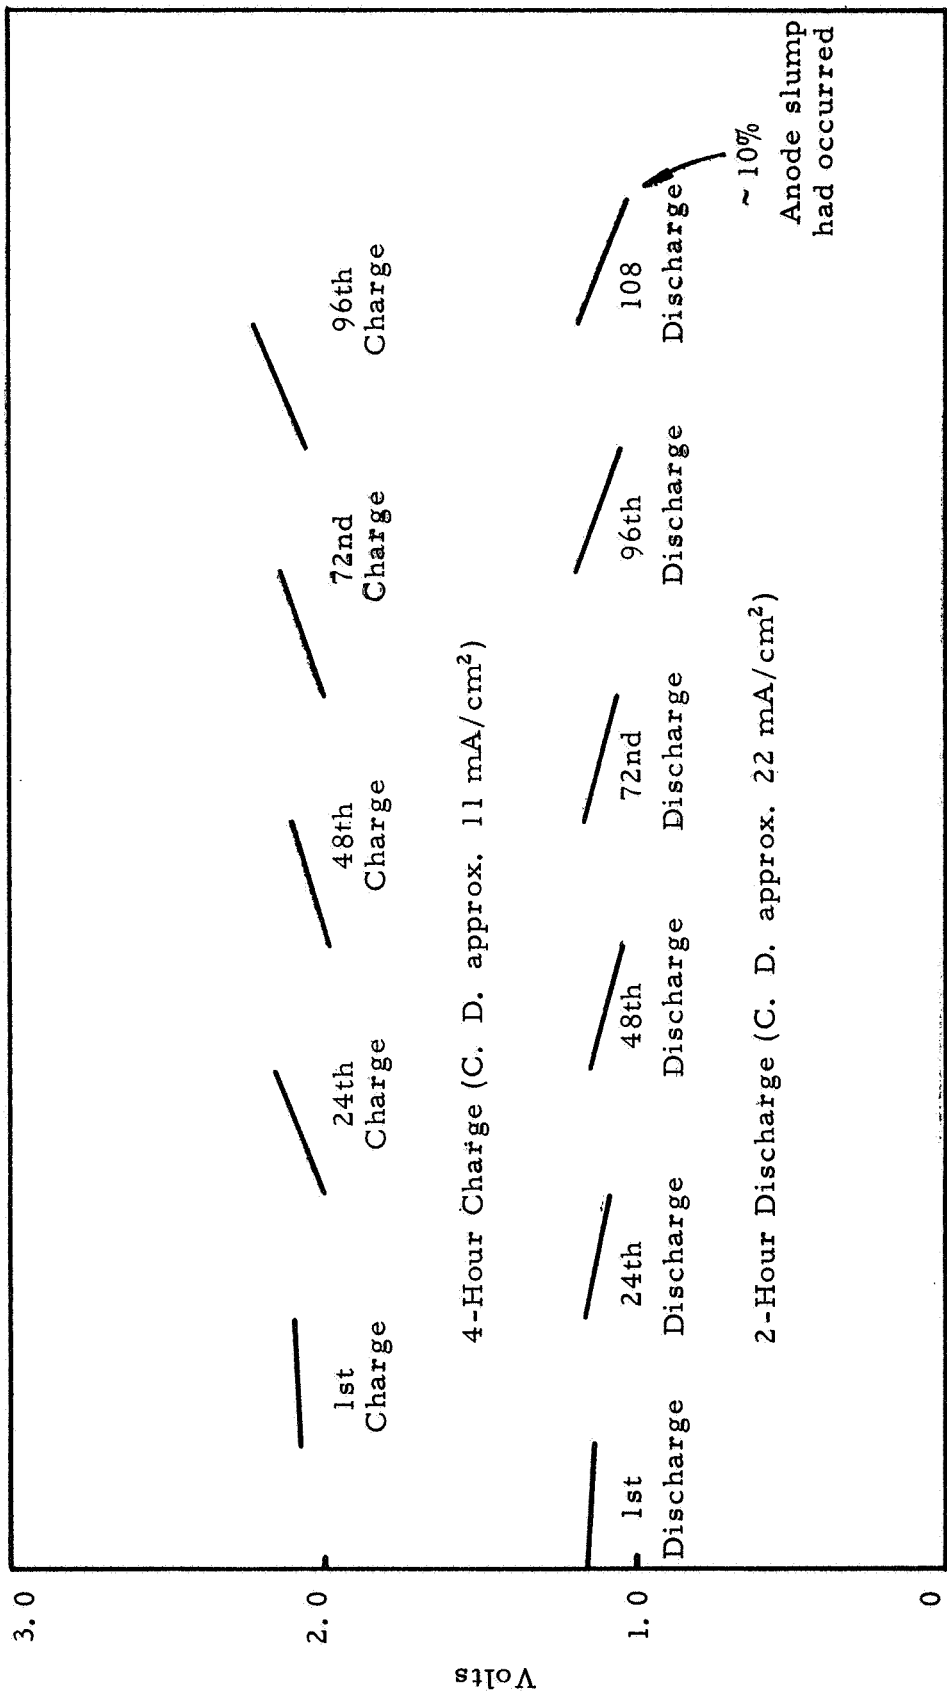 3.0
2.0
1.0
0
Volts
1st
Charge
24th
Charge
48th
Charge
72nd
Charge
96th
Charge
4-Hour Charge (C. D. approx. 11 mA/cm²)
1st
Discharge
24th
Discharge
48th
Discharge
72nd
Discharge
96th
Discharge
108
Discharge
~ 10%
Anode slump
had occurred
2-Hour Discharge (C. D. approx. 22 mA/cm²)